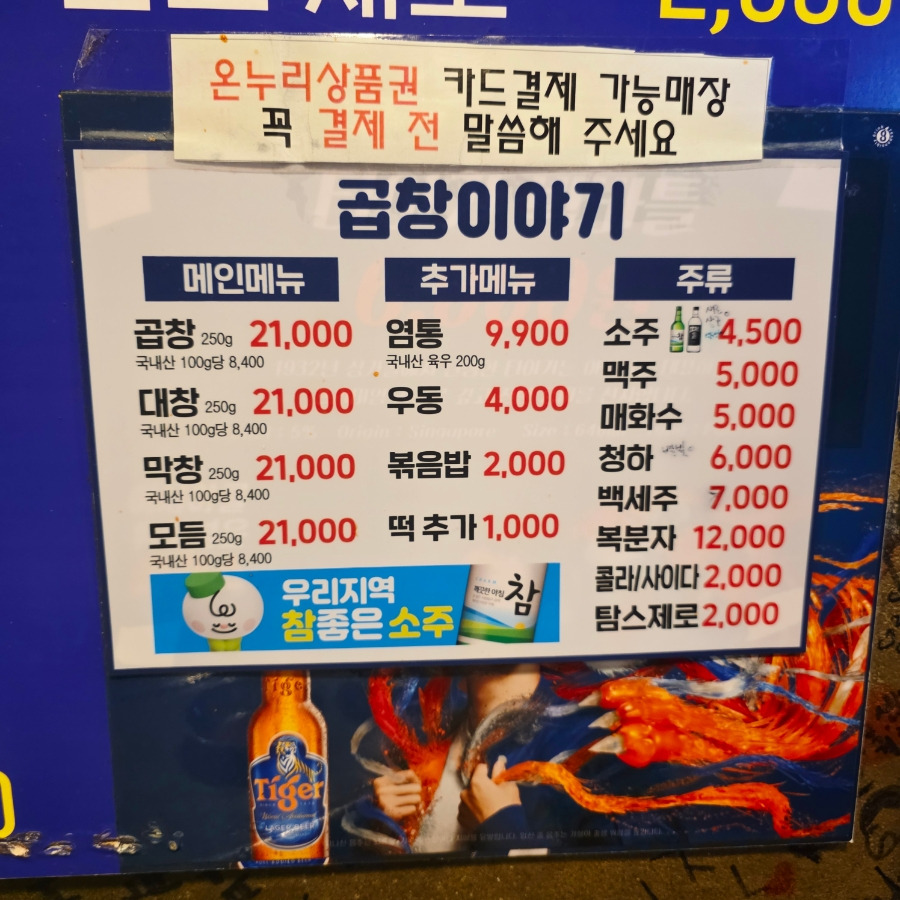 온누리상품권 카드결제 가능매장
꼭 결제 전 말씀해 주세요
곱창이야기
메인메뉴
곱창 250g 21,000
국내산 100g당 8,400
대창 250g 21,000
국내산 100g당 8,400
막창 250g 21,000
국내산 100g당 8,400
모듬 250g 21,000
국내산 100g당 8,400
추가메뉴
염통 9,900
국내산 육우 200g
우동 4,000
볶음밥 2,000
떡 추가 1,000
주류
소주 4,500
맥주 5,000
매화수 5,000
청하 6,000
백세주 7,000
복분자 12,000
콜라/사이다 2,000
탐스제로 2,000
우리지역
참좋은 소주
깨끗한 아침
참
Tiger
LAGER BEER